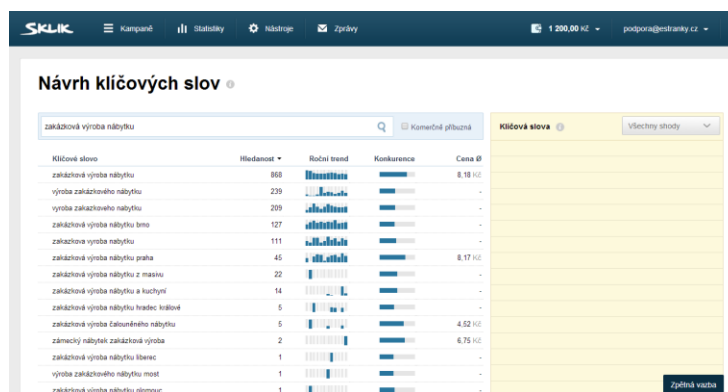 SKLIK Kampaně Statistiky Nástroje Zprávy 1 200,00 Kč podpora@estranky.cz
Návrh klíčových slov
zakázková výroba nábytku Komerčně příbuzná Klíčová slova Všechny shody
Klíčové slovo Hledanost Roční trend Konkurence Cena Ø
zakázková výroba nábytku 868 8,18 Kč
výroba zakázkového nábytku 239 -
vyroba zakazkoveho nabytku 209 -
zakázková výroba nábytku brno 127 -
zakazkova vyroba nabytku 111 -
zakázková výroba nábytku praha 45 8,17 Kč
zakázková výroba nábytku z masivu 22 -
zakázková výroba nábytku a kuchyní 14 -
zakázková výroba nábytku hradec králové 5 -
zakázková výroba čalouněného nábytku 5 4,52 Kč
zámecký nábytek zakázková výroba 2 6,75 Kč
zakázková výroba nábytku liberec 1 -
výroba zakázkového nábytku most 1 -
zakázková výroba nábytku olomouc 1 -
Zpětná vazba